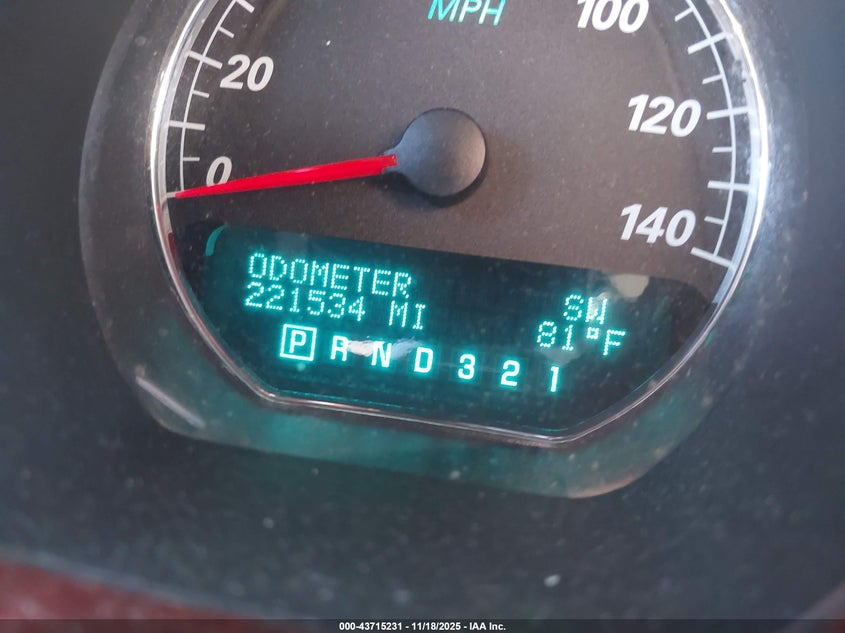 MPH
100
20
120
0
140
ODOMETER SW
221534 MI 81°F
P R N D 3 2 1
000-43715231 - 11/18/2025 - IAA Inc.